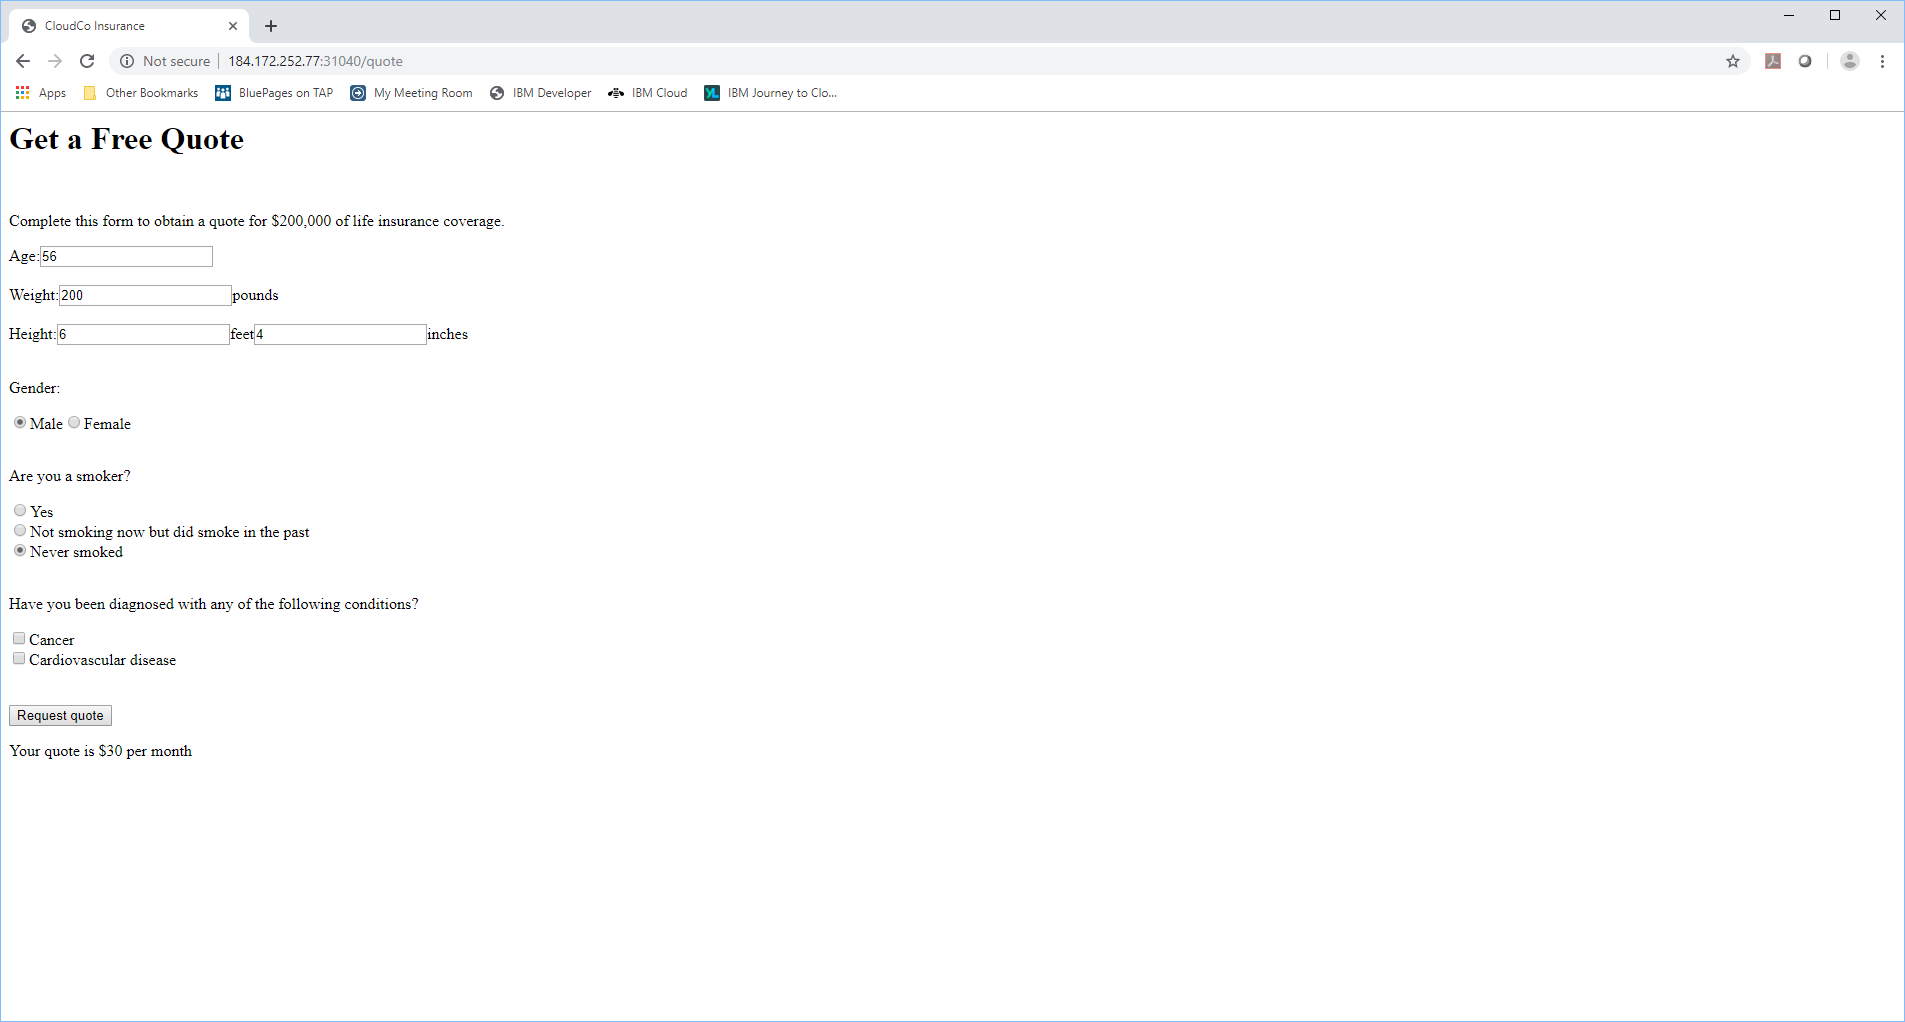 CloudCo Insurance
Not secure 184.172.252.77:31040/quote
Apps Other Bookmarks BluePages on TAP My Meeting Room IBM Developer IBM Cloud YL IBM Journey to Clo...
Get a Free Quote
Complete this form to obtain a quote for $200,000 of life insurance coverage.
Age:56
Weight:200 pounds
Height:6 feet4 inches
Gender:
Male Female
Are you a smoker?
Yes
Not smoking now but did smoke in the past
Never smoked
Have you been diagnosed with any of the following conditions?
Cancer
Cardiovascular disease
Request quote
Your quote is $30 per month